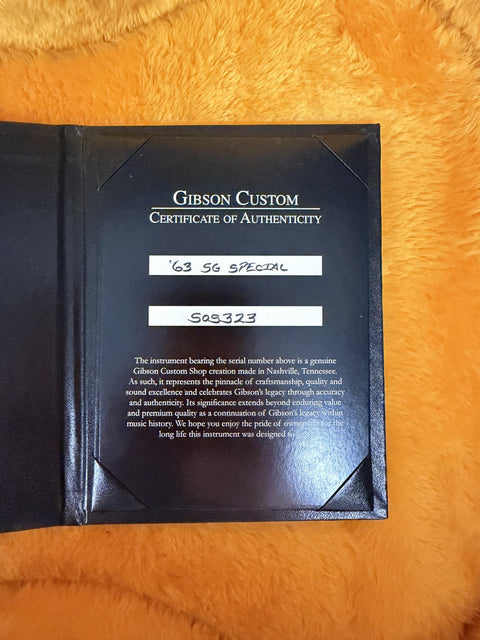 GIBSON CUSTOM
CERTIFICATE OF AUTHENTICITY
'63 SG SPECIAL
S09323
The instrument bearing the serial number above is a genuine
Gibson Custom Shop creation made in Nashville, Tennessee.
As such, it represents the pinnacle of craftsmanship, quality and
sound excellence and celebrates Gibson's legacy through accuracy
and authenticity. Its significance extends beyond enduring value
and premium quality as a continuation of Gibson's legacy within
music history. We hope you enjoy the pride of ownership for the
long life this instrument was designed to